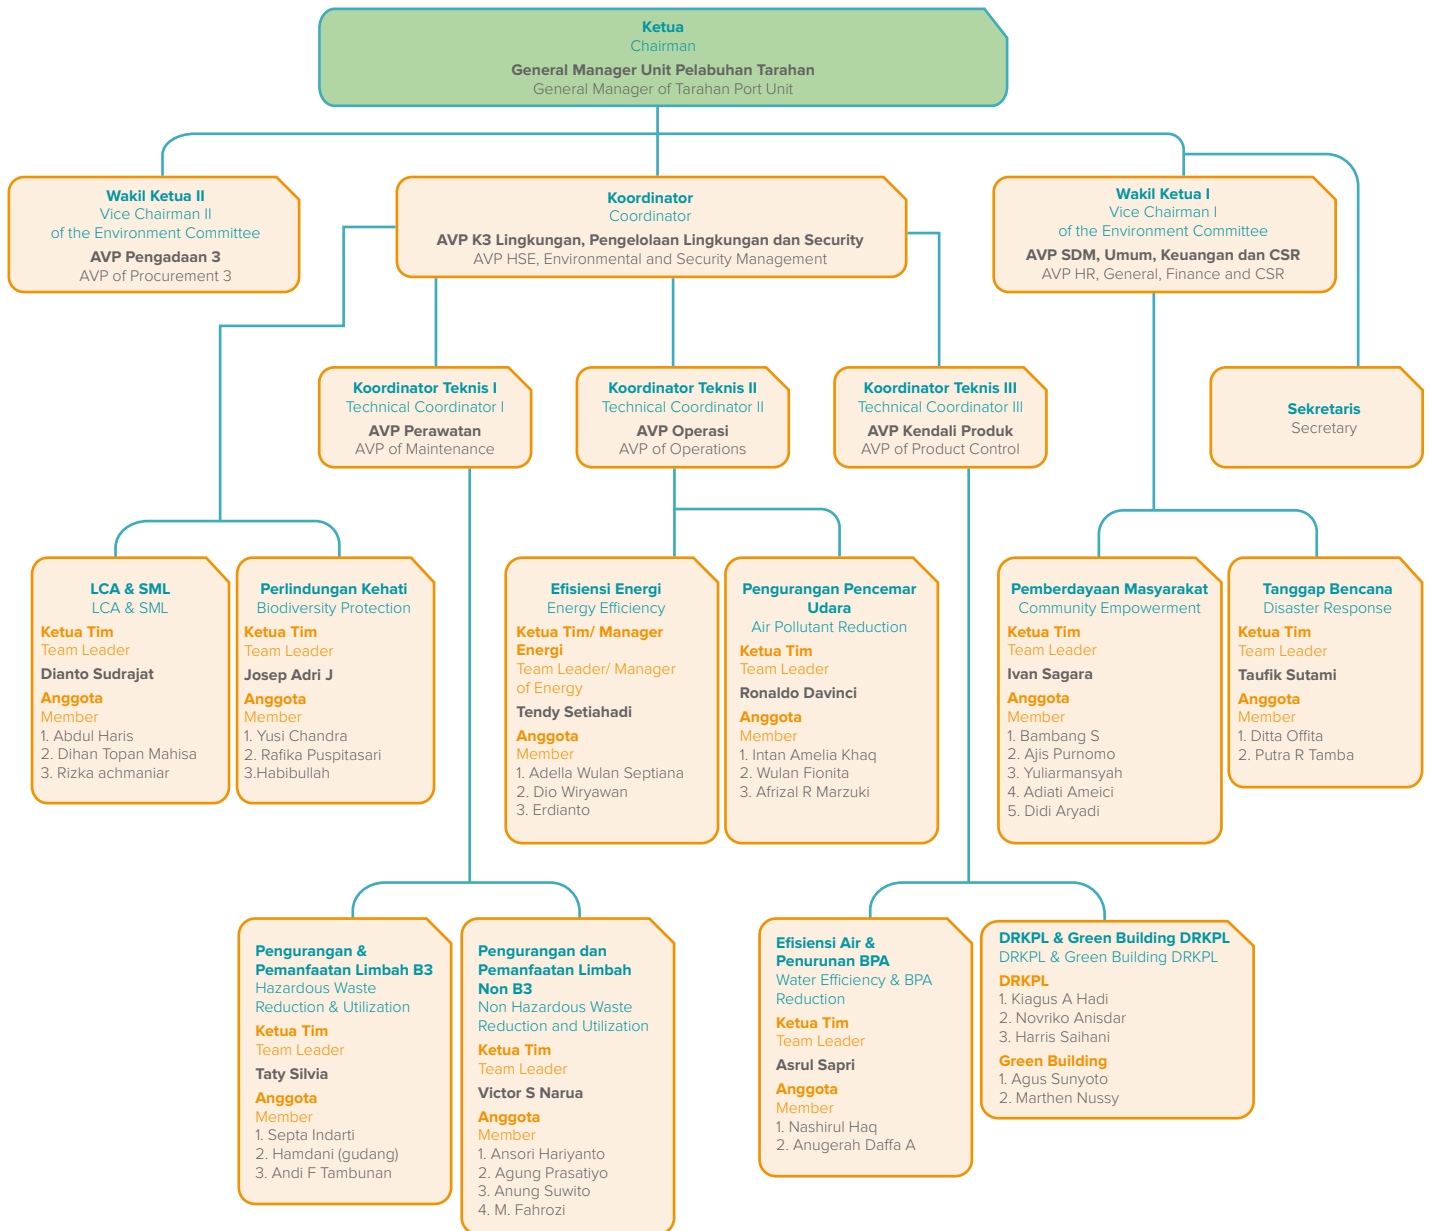 Ketua
Chairman
General Manager Unit Pelabuhan Tarahan
General Manager of Tarahan Port Unit
Wakil Ketua II
Vice Chairman II
of the Environment Committee
AVP Pengadaan 3
AVP of Procurement 3
Koordinator
Coordinator
AVP K3 Lingkungan, Pengelolaan Lingkungan dan Security
AVP HSE, Environmental and Security Management
Wakil Ketua I
Vice Chairman I
of the Environment Committee
AVP SDM, Umum, Keuangan dan CSR
AVP HR, General, Finance and CSR
Koordinator Teknis I
Technical Coordinator I
AVP Perawatan
AVP of Maintenance
Koordinator Teknis II
Technical Coordinator II
AVP Operasi
AVP of Operations
Koordinator Teknis III
Technical Coordinator III
AVP Kendali Produk
AVP of Product Control
Sekretaris
Secretary
LCA & SML
LCA & SML
Ketua Tim
Team Leader
Dianto Sudrajat
Anggota
Member
1. Abdul Haris
2. Dihan Topan Mahisa
3. Rizka achmaniar
Perlindungan Kehati
Biodiversity Protection
Ketua Tim
Team Leader
Josep Adri J
Anggota
Member
1. Yusi Chandra
2. Rafika Puspitasari
3.Habibullah
Efisiensi Energi
Energy Efficiency
Ketua Tim/ Manager
Energi
Team Leader/ Manager
of Energy
Tendy Setiahadi
Anggota
Member
1. Adella Wulan Septiana
2. Dio Wiryawan
3. Erdianto
Pengurangan Pencemar
Udara
Air Pollutant Reduction
Ketua Tim
Team Leader
Ronaldo Davinci
Anggota
Member
1. Intan Amelia Khaq
2. Wulan Fionita
3. Afrizal R Marzuki
Pemberdayaan Masyarakat
Community Empowerment
Ketua Tim
Team Leader
Ivan Sagara
Anggota
Member
1. Bambang S
2. Ajis Purnomo
3. Yuliarmansyah
4. Adiati Ameici
5. Didi Aryadi
Tanggap Bencana
Disaster Response
Ketua Tim
Team Leader
Taufik Sutami
Anggota
Member
1. Ditta Offita
2. Putra R Tamba
Pengurangan &
Pemanfaatan Limbah B3
Hazardous Waste
Reduction & Utilization
Ketua Tim
Team Leader
Taty Silvia
Anggota
Member
1. Septa Indarti
2. Hamdani (gudang)
3. Andi F Tambunan
Pengurangan dan
Pemanfaatan Limbah
Non B3
Non Hazardous Waste
Reduction and Utilization
Ketua Tim
Team Leader
Victor S Narua
Anggota
Member
1. Ansori Hariyanto
2. Agung Prasatiyo
3. Anung Suwito
4. M. Fahrozi
Efisiensi Air &
Penurunan BPA
Water Efficiency & BPA
Reduction
Ketua Tim
Team Leader
Asrul Sapri
Anggota
Member
1. Nashirul Haq
2. Anugerah Daffa A
DRKPL & Green Building DRKPL
DRKPL & Green Building DRKPL
DRKPL
1. Kiagus A Hadi
2. Novriko Anisdar
3. Harris Saihani
Green Building
1. Agus Sunyoto
2. Marthen Nussy